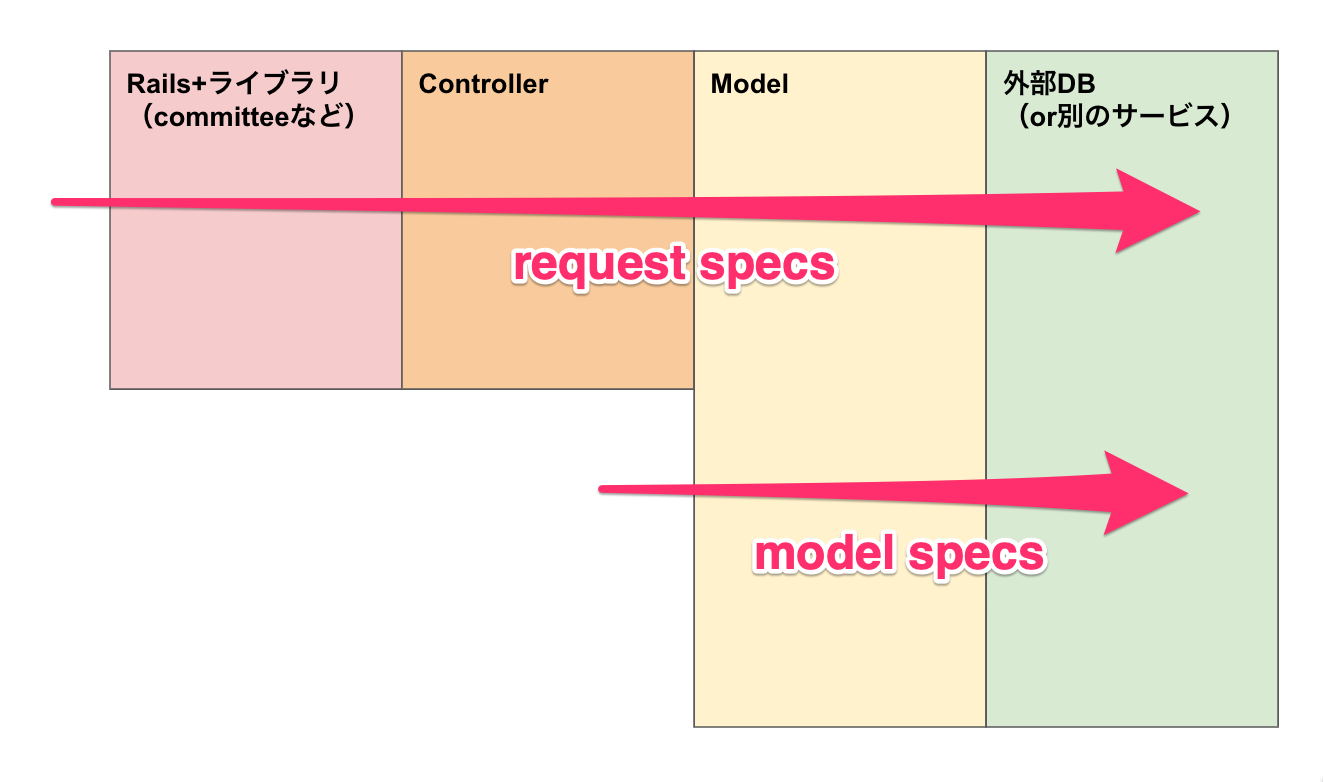 Rails+ライブラリ
（committeeなど）
Controller
Model
外部DB
（or別のサービス）
request specs
model specs